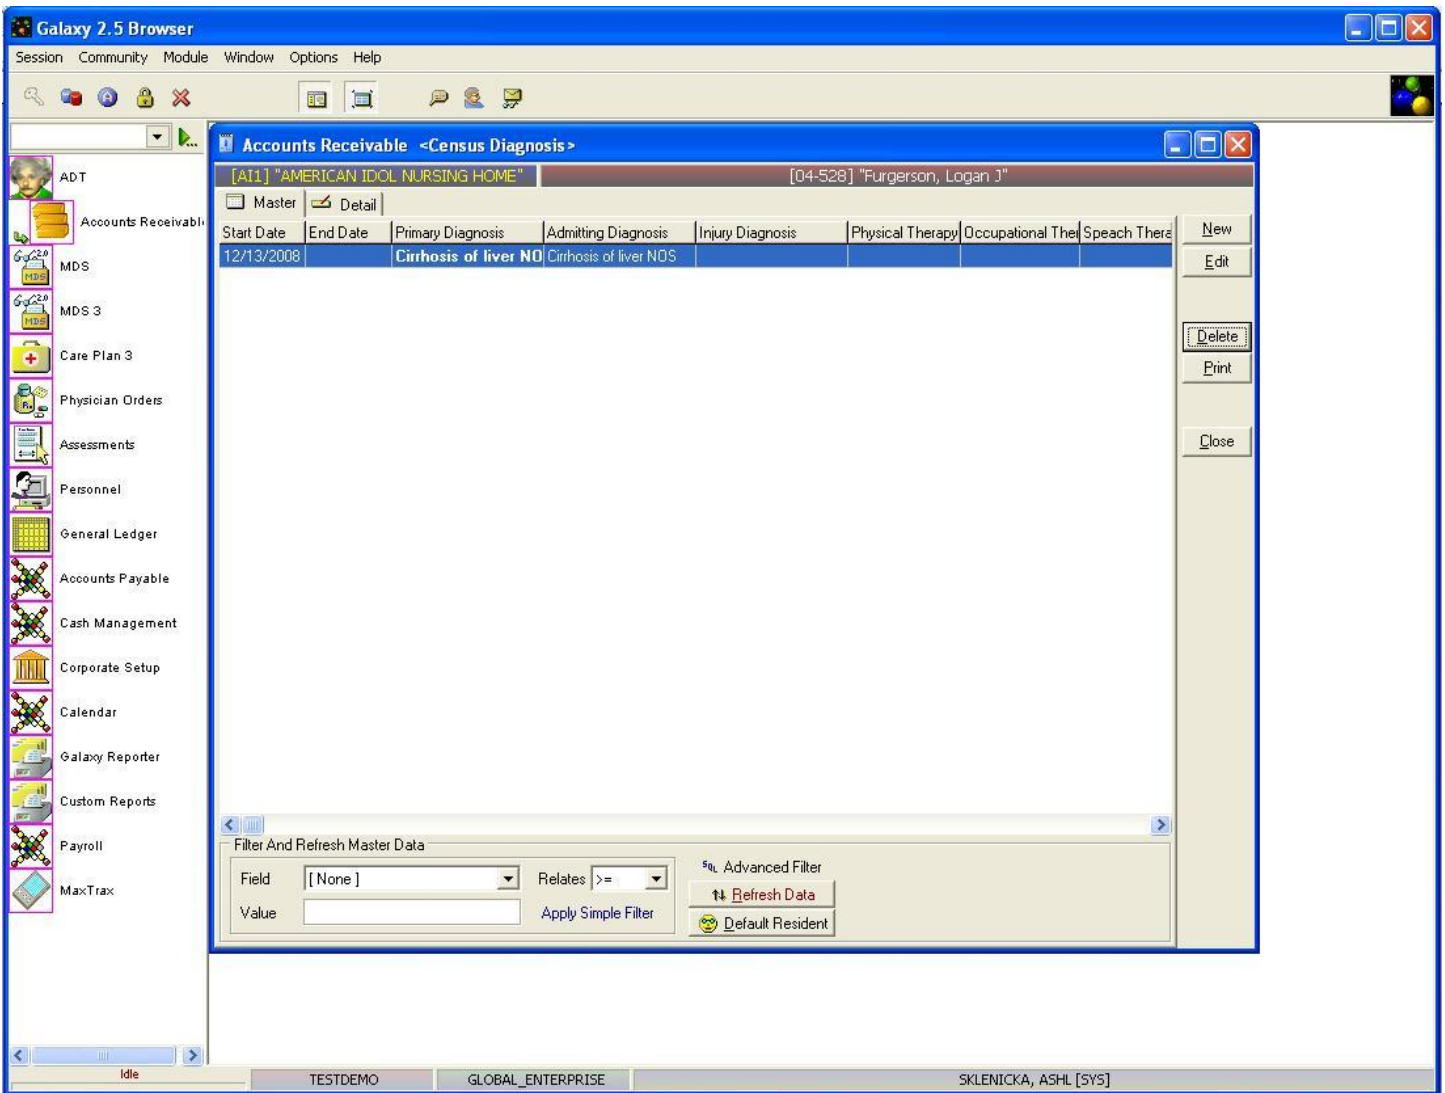 Galaxy 2.5 Browser
Session Community Module Window Options Help
Accounts Receivable <Census Diagnosis>
[AI1] "AMERICAN IDOL NURSING HOME" [04-528] "Furgerson, Logan J"
Master Detail
Start Date End Date Primary Diagnosis Admitting Diagnosis Injury Diagnosis Physical Therapy Occupational Thei Speach Thera
12/13/2008 Cirrhosis of liver NO Cirrhosis of liver NOS
New
Edit
Delete
Print
Close
ADT
Accounts Receivabl
MDS
MDS 3
Care Plan 3
Physician Orders
Assessments
Personnel
General Ledger
Accounts Payable
Cash Management
Corporate Setup
Calendar
Galaxy Reporter
Custom Reports
Payroll
MaxTrax
Filter And Refresh Master Data
Field [ None ] Relates >=
Value Apply Simple Filter
SQL Advanced Filter
Refresh Data
Default Resident
Idle TESTDEMO GLOBAL_ENTERPRISE SKLENICKA, ASHL [SYS]